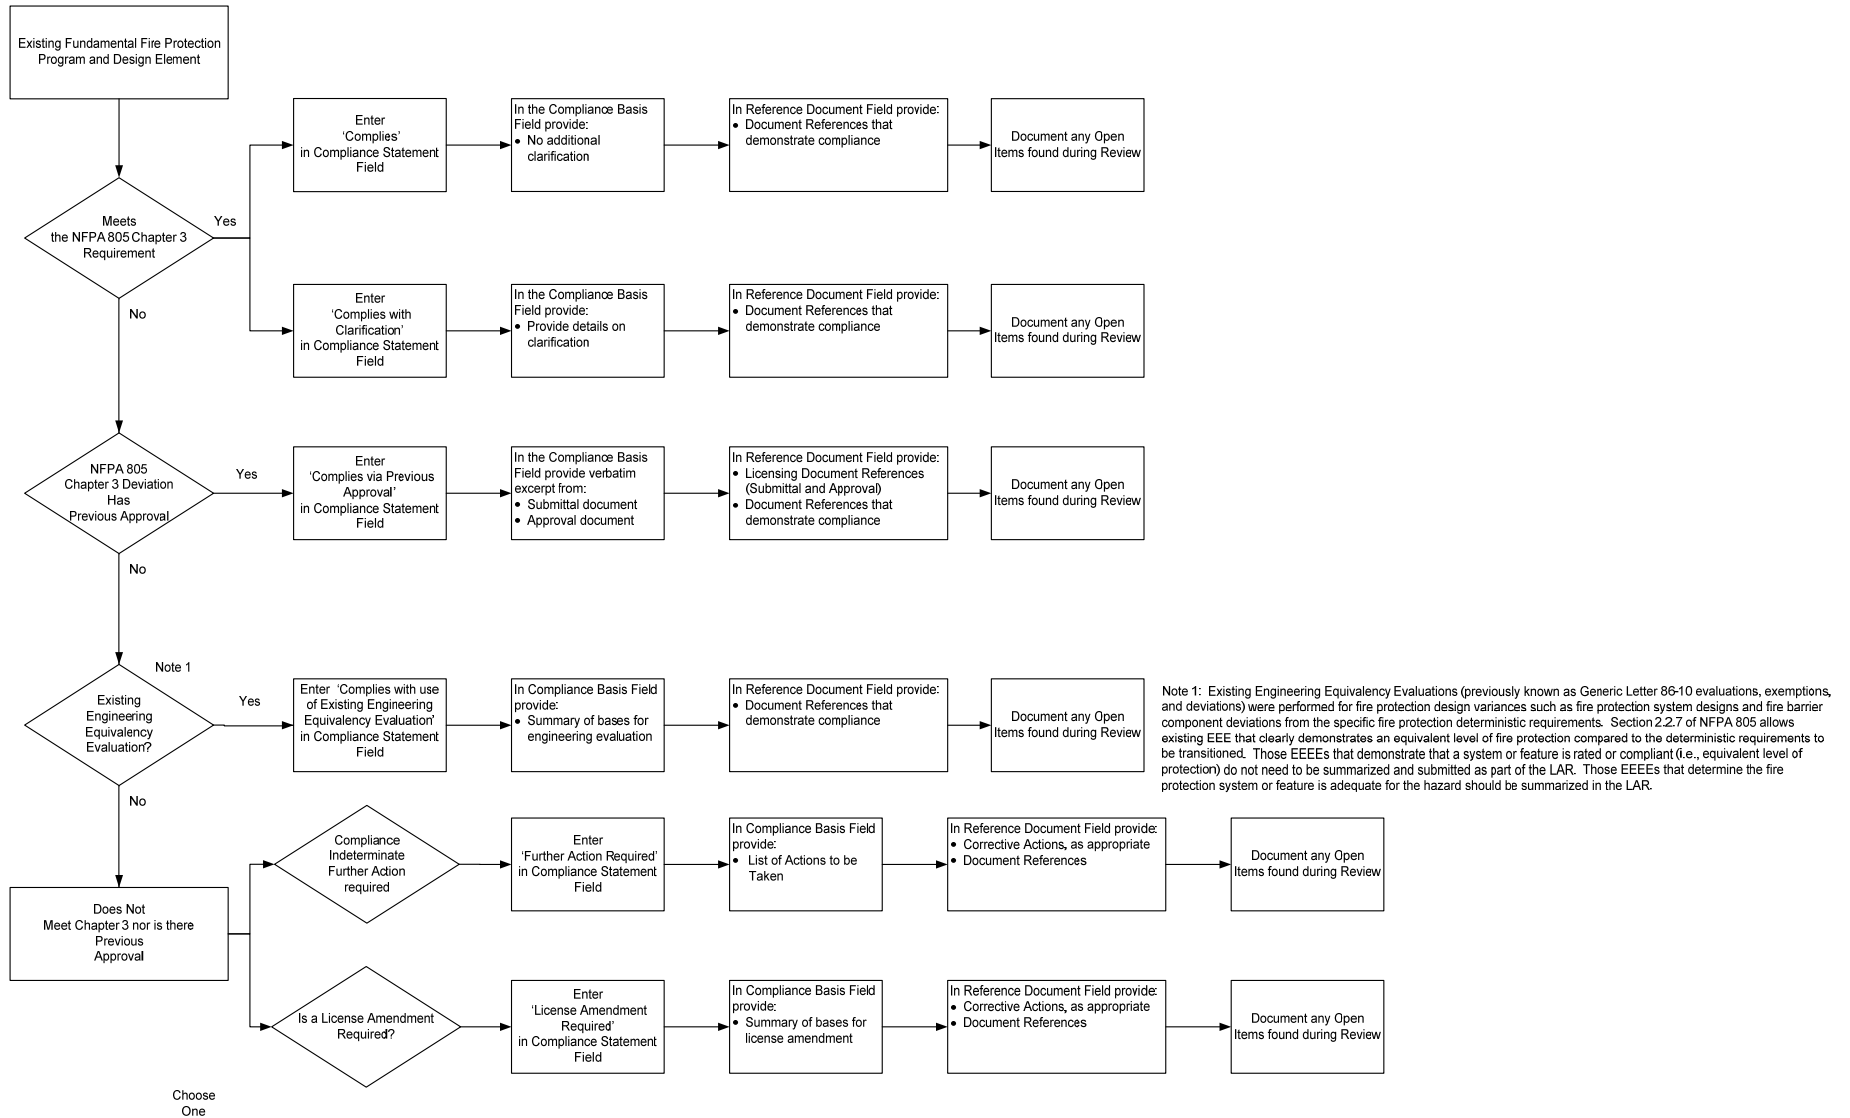 Existing Fundamental Fire Protection
Program and Design Element
Meets
the NFPA 805 Chapter 3
Requirement
Yes
No
Enter
‘Complies’
in Compliance Statement
Field
In the Compliance Basis
Field provide:
• No additional
clarification
In Reference Document Field provide:
• Document References that
demonstrate compliance
Document any Open
Items found during Review
Enter
‘Complies with
Clarification’
in Compliance Statement
Field
In the Compliance Basis
Field provide:
• Provide details on
clarification
In Reference Document Field provide:
• Document References that
demonstrate compliance
Document any Open
Items found during Review
NFPA 805
Chapter 3 Deviation
Has
Previous Approval
Yes
No
Enter
‘Complies via Previous
Approval’
in Compliance Statement
Field
In the Compliance Basis
Field provide verbatim
excerpt from:
• Submittal document
• Approval document
In Reference Document Field provide:
• Licensing Document References
(Submittal and Approval)
• Document References that
demonstrate compliance
Document any Open
Items found during Review
Note 1
Existing
Engineering
Equivalency
Evaluation?
Yes
No
Enter ‘Complies with use
of Existing Engineering
Equivalency Evaluation’
in Compliance Statement
Field
In Compliance Basis Field
provide:
• Summary of bases for
engineering evaluation
In Reference Document Field provide:
• Document References that
demonstrate compliance
Document any Open
Items found during Review
Note 1: Existing Engineering Equivalency Evaluations (previously known as Generic Letter 86-10 evaluations, exemptions,
and deviations) were performed for fire protection design variances such as fire protection system designs and fire barrier
component deviations from the specific fire protection deterministic requirements. Section 2.2.7 of NFPA 805 allows
existing EEE that clearly demonstrates an equivalent level of fire protection compared to the deterministic requirements to
be transitioned. Those EEEEs that demonstrate that a system or feature is rated or compliant (i.e., equivalent level of
protection) do not need to be summarized and submitted as part of the LAR. Those EEEEs that determine the fire
protection system or feature is adequate for the hazard should be summarized in the LAR.
Does Not
Meet Chapter 3 nor is there
Previous
Approval
Compliance
Indeterminate
Further Action
required
Enter
‘Further Action Required’
in Compliance Statement
Field
In Compliance Basis Field
provide:
• List of Actions to be
Taken
In Reference Document Field provide:
• Corrective Actions, as appropriate
• Document References
Document any Open
Items found during Review
Is a License Amendment
Required?
Enter
‘License Amendment
Required’
in Compliance Statement
Field
In Compliance Basis Field
provide:
• Summary of bases for
license amendment
In Reference Document Field provide:
• Corrective Actions, as appropriate
• Document References
Document any Open
Items found during Review
Choose
One